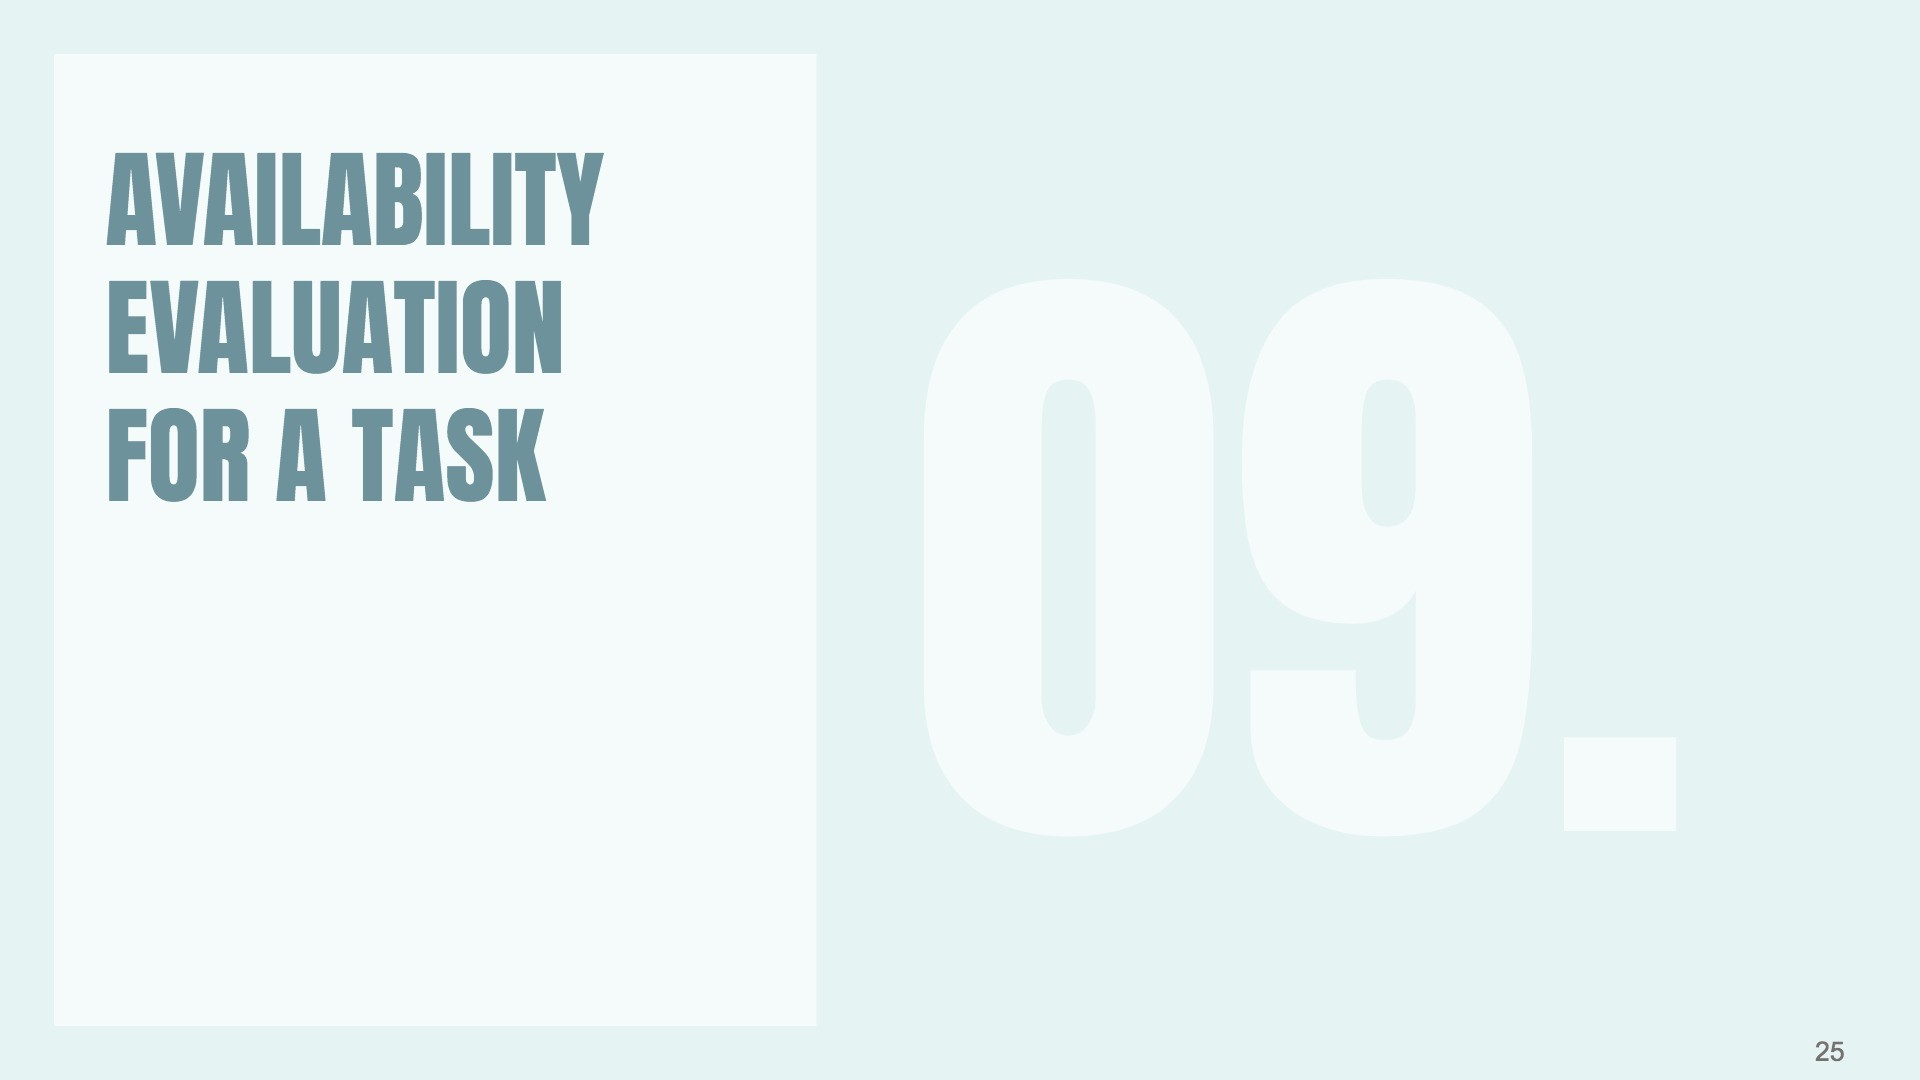 AVAILABILITY
EVALUATION
FOR A TASK
09.
25